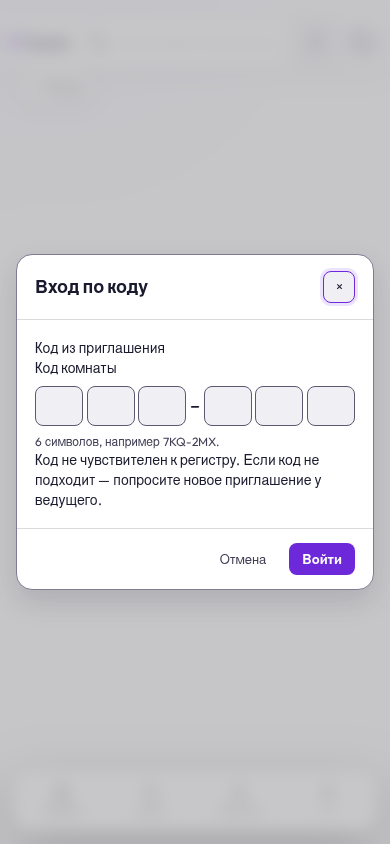 Вход по коду
×
Код из приглашения
Код комнаты
–
6 символов, например 7KQ-2MX.
Код не чувствителен к регистру. Если код не
подходит — попросите новое приглашение у
ведущего.
Отмена
Войти